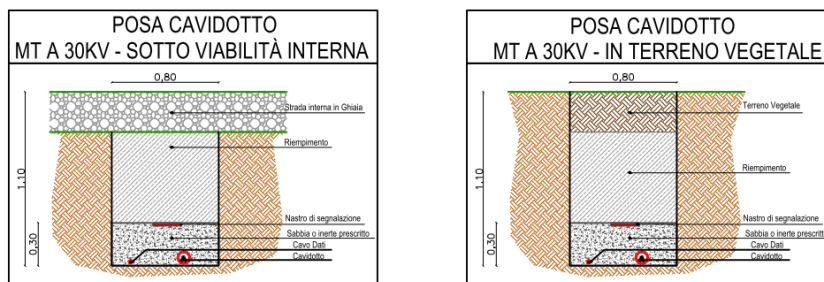 POSA CAVIDOTTO
MT A 30KV - SOTTO VIABILITÀ INTERNA
0,80
Strada interna in Ghiaia
Riempimento
1,10
Nastro di segnalazione
0,30
Sabbia o inerte prescritto
Cavo Dati
Cavidotto
POSA CAVIDOTTO
MT A 30KV - IN TERRENO VEGETALE
0,80
Terreno Vegetale
Riempimento
1,10
Nastro di segnalazione
0,30
Sabbia o inerte prescritto
Cavo Dati
Cavidotto